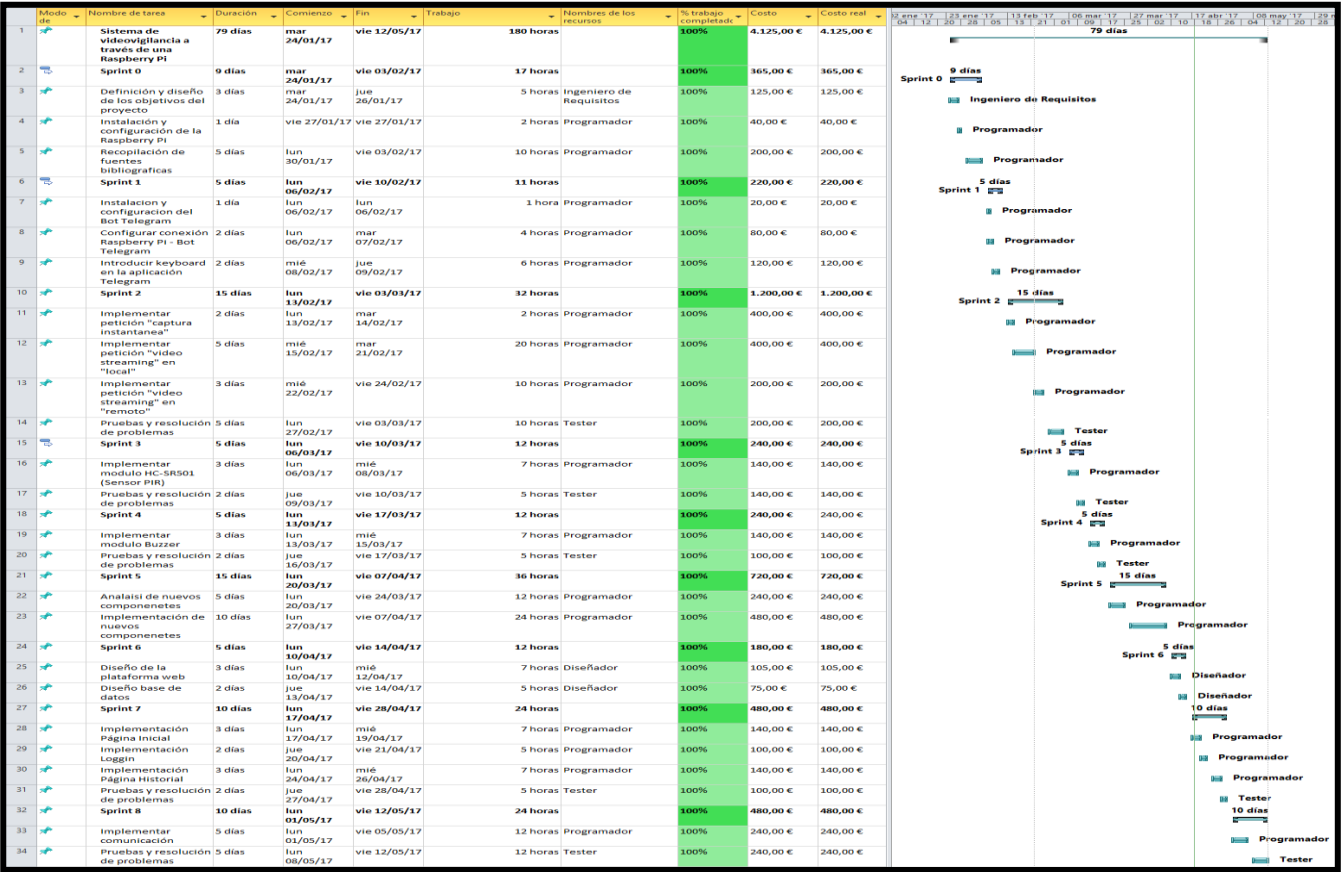 Modo de	Nombre de tarea	Duración	Comienzo	Fin	Trabajo	Nombres de los recursos	% trabajo completado	Costo	Costo real
1	Sistema de videovigilancia a través de una Raspberry Pi	79 días	mar 24/01/17	vie 12/05/17	180 horas		100%	4.125,00 €	4.125,00 €
2	Sprint 0	9 días	mar 24/01/17	vie 03/02/17	17 horas		100%	365,00 €	365,00 €
3	Definición y diseño de los objetivos del proyecto	3 días	mar 24/01/17	jue 26/01/17	5 horas	Ingeniero de Requisitos	100%	125,00 €	125,00 €
4	Instalación y configuración de la Raspberry Pi	1 día	vie 27/01/17	vie 27/01/17	2 horas	Programador	100%	40,00 €	40,00 €
5	Recopilación de fuentes bibliograficas	5 días	lun 30/01/17	vie 03/02/17	10 horas	Programador	100%	200,00 €	200,00 €
6	Sprint 1	5 días	lun 06/02/17	vie 10/02/17	11 horas		100%	220,00 €	220,00 €
7	Instalacion y configuracion del Bot Telegram	1 día	lun 06/02/17	lun 06/02/17	1 hora	Programador	100%	20,00 €	20,00 €
8	Configurar conexión Raspberry Pi - Bot Telegram	2 días	lun 06/02/17	mar 07/02/17	4 horas	Programador	100%	80,00 €	80,00 €
9	Introducir keyboard en la aplicación Telegram	2 días	mié 08/02/17	jue 09/02/17	6 horas	Programador	100%	120,00 €	120,00 €
10	Sprint 2	15 días	lun 13/02/17	vie 03/03/17	32 horas		100%	1.200,00 €	1.200,00 €
11	Implementar petición "captura instantanea"	2 días	lun 13/02/17	mar 14/02/17	2 horas	Programador	100%	400,00 €	400,00 €
12	Implementar petición "video streaming" en "local"	5 días	mié 15/02/17	mar 21/02/17	20 horas	Programador	100%	400,00 €	400,00 €
13	Implementar petición "video streaming" en "remoto"	3 días	mié 22/02/17	vie 24/02/17	10 horas	Programador	100%	200,00 €	200,00 €
14	Pruebas y resolución de problemas	5 días	lun 27/02/17	vie 03/03/17	10 horas	Tester	100%	200,00 €	200,00 €
15	Sprint 3	5 días	lun 06/03/17	vie 10/03/17	12 horas		100%	240,00 €	240,00 €
16	Implementar modulo HC-SR501 (Sensor PIR)	3 días	lun 06/03/17	mié 08/03/17	7 horas	Programador	100%	140,00 €	140,00 €
17	Pruebas y resolución de problemas	2 días	jue 09/03/17	vie 10/03/17	5 horas	Tester	100%	140,00 €	140,00 €
18	Sprint 4	5 días	lun 13/03/17	vie 17/03/17	12 horas		100%	240,00 €	240,00 €
19	Implementar modulo Buzzer	3 días	lun 13/03/17	mié 15/03/17	7 horas	Programador	100%	140,00 €	140,00 €
20	Pruebas y resolución de problemas	2 días	jue 16/03/17	vie 17/03/17	5 horas	Tester	100%	100,00 €	100,00 €
21	Sprint 5	15 días	lun 20/03/17	vie 07/04/17	36 horas		100%	720,00 €	720,00 €
22	Analaisi de nuevos componenetes	5 días	lun 20/03/17	vie 24/03/17	12 horas	Programador	100%	240,00 €	240,00 €
23	Implementación de nuevos componenetes	10 días	lun 27/03/17	vie 07/04/17	24 horas	Programador	100%	480,00 €	480,00 €
24	Sprint 6	5 días	lun 10/04/17	vie 14/04/17	12 horas		100%	180,00 €	180,00 €
25	Diseño de la plataforma web	3 días	lun 10/04/17	mié 12/04/17	7 horas	Diseñador	100%	105,00 €	105,00 €
26	Diseño base de datos	2 días	jue 13/04/17	vie 14/04/17	5 horas	Diseñador	100%	75,00 €	75,00 €
27	Sprint 7	10 días	lun 17/04/17	vie 28/04/17	24 horas		100%	480,00 €	480,00 €
28	Implementación Página Inicial	3 días	lun 17/04/17	mié 19/04/17	7 horas	Programador	100%	140,00 €	140,00 €
29	Implementación Loggin	2 días	jue 20/04/17	vie 21/04/17	5 horas	Programador	100%	100,00 €	100,00 €
30	Implementación Página Historial	3 días	lun 24/04/17	mié 26/04/17	7 horas	Programador	100%	140,00 €	140,00 €
31	Pruebas y resolución de problemas	2 días	jue 27/04/17	vie 28/04/17	5 horas	Tester	100%	100,00 €	100,00 €
32	Sprint 8	10 días	lun 01/05/17	vie 12/05/17	24 horas		100%	480,00 €	480,00 €
33	Implementar comunicación	5 días	lun 01/05/17	vie 05/05/17	12 horas	Programador	100%	240,00 €	240,00 €
34	Pruebas y resolución de problemas	5 días	lun 08/05/17	vie 12/05/17	12 horas	Tester	100%	240,00 €	240,00 €
2 ene '17	23 ene '17	13 feb '17	06 mar '17	27 mar '17	17 abr '17	08 may '17	29 m
04	12	20	28	05	13	21	01	09	17	25	02	10	18	26	04	12	20	28
79 días
9 días
Sprint 0
Ingeniero de Requisitos
Programador
Programador
5 días
Sprint 1
Programador
Programador
Programador
15 días
Sprint 2
Programador
Programador
Programador
Tester
5 días
Sprint 3
Programador
Tester
5 días
Sprint 4
Programador
Tester
15 días
Sprint 5
Programador
Programador
5 días
Sprint 6
Diseñador
Diseñador
10 días
Programador
Programador
Programador
Tester
10 días
Programador
Tester